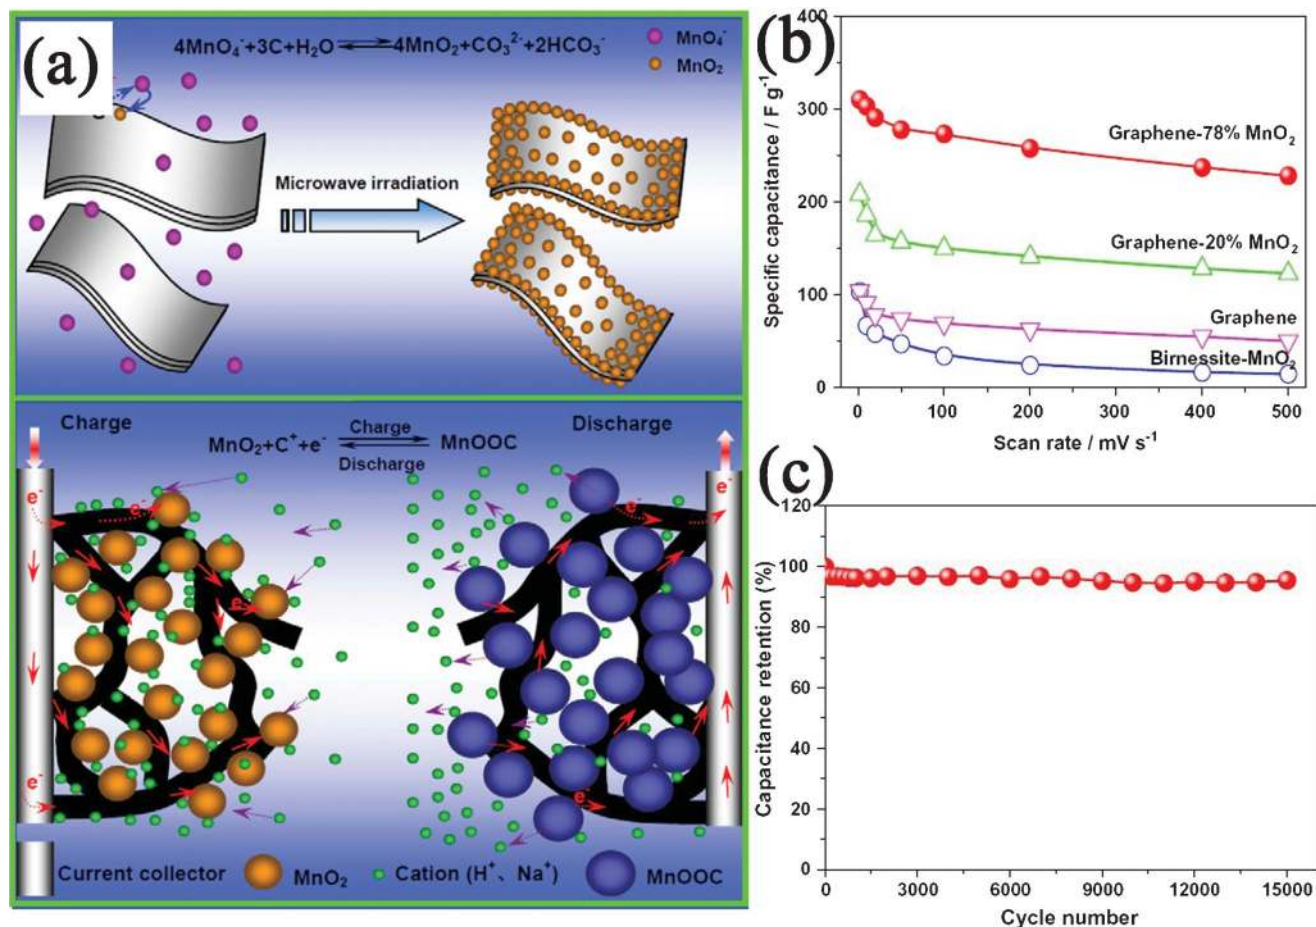 (a)
4MnO₄⁻+3C+H₂O ⇌ 4MnO₂+CO₃²⁻+2HCO₃⁻
MnO₄⁻
MnO₂
Microwave irradiation
Charge
Discharge
MnO₂+C⁺+e⁻
Charge
Discharge
MnOOC
e⁻
e⁻
e⁻
e⁻
e⁻
e⁻
e⁻
Current collector
MnO₂
Cation (H⁺、Na⁺)
MnOOC
(b)
Specific capacitance / F g⁻¹
400
300
200
100
0
Graphene-78% MnO₂
Graphene-20% MnO₂
Graphene
Birnessite-MnO₂
0 100 200 300 400 500
Scan rate / mV s⁻¹
(c)
Capacitance retention (%)
120
100
80
60
40
20
0
0 3000 6000 9000 12000 15000
Cycle number